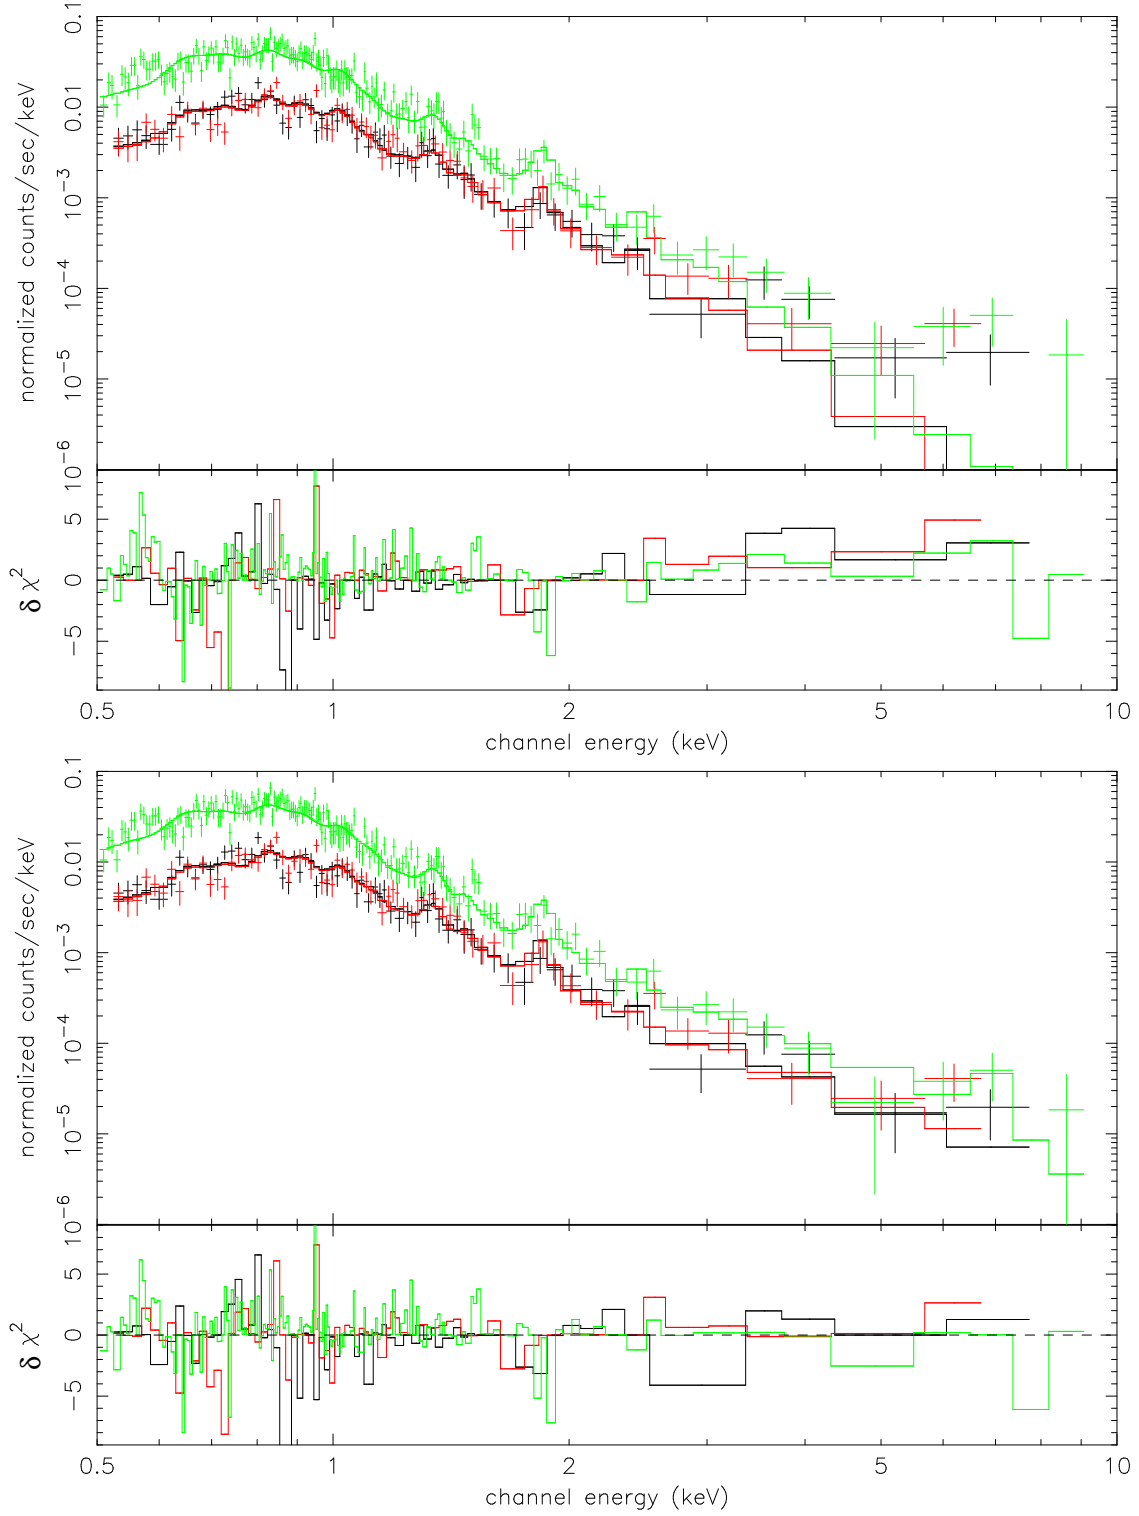 normalized counts/sec/keV
0.1
0.01
10⁻³
10⁻⁴
10⁻⁵
10⁻⁶
δ χ²
10
5
0
−5
0.5 1 2 5 10
channel energy (keV)
normalized counts/sec/keV
0.1
0.01
10⁻³
10⁻⁴
10⁻⁵
10⁻⁶
δ χ²
5
0
−5
0.5 1 2 5 10
channel energy (keV)